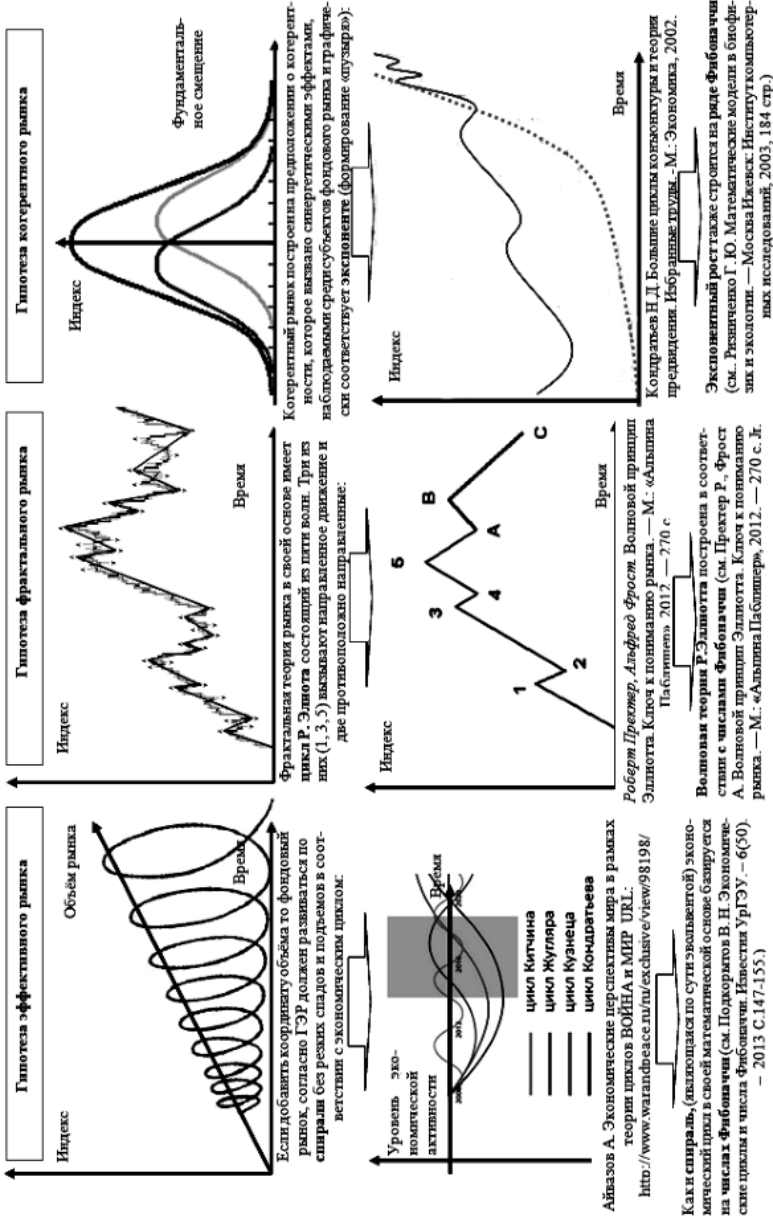 Гипотеза эффективного рынка
Индекс
Объём рынка
Время
Если добавить координату объёма то фондовый
рынок, согласно ГЭР должен развиваться по
спирали без резких спадов и подъемов в соот-
ветствии с экономическим циклом:
Уровень эко-
номической
активности
Время
цикл Китчина
цикл Жугляра
цикл Кузнеца
цикл Кондратьева
Айвазов А. Экономические перспективы мира в рамках
теории циклов ВОЙНА и МИР URL:
http://www.warandpeace.ru/ru/exclusive/view/98198/
Как и спираль, (являющаяся по сути эвольвентой) эконо-
мический цикл в своей математической основе базируется
на числах Фибоначчи (см. Подкорытов В. Н. Экономиче-
ские циклы и числа Фибоначчи. Известия УрГЭУ. – 6(50).
– 2013 С.147-155.)
Гипотеза фрактального рынка
Индекс
Время
Фрактальная теория рынка в своей основе имеет
цикл Р. Элиота состоящий из пяти волн. Три из
них (1, 3, 5) вызывают направленное движение и
две противоположно направленные:
Индекс
1
2
3
4
5
A
B
C
Время
Роберт Пректер, Альфред Фрост. Волновой принцип
Эллиотта. Ключ к пониманию рынка. — М.: «Альпина
Паблишер» 2012. — 270 с.
Волновая теория Р.Эллиотта построена в соответ-
ствии с числами Фибоначчи (см. Пректер Р., Фрост
А. Волновой принцип Эллиотта. Ключ к пониманию
рынка. — М.: «Альпина Паблишер», 2012. — 270 с.
Гипотеза когерентного рынка
Индекс
Фундаменталь-
ное смещение
Когерентный рынок построен на предположении о когерент-
ности, которое вызвано синергетическими эффектами,
наблюдаемыми среди субъектов фондового рынка и графиче-
ски соответствует экспоненте (формирование «пузыря»):
Индекс
Время
Кондратьев Н.Д. Большие циклы конъюнктуры и теория
предвидения. Избранные труды. - М.: Экономика, 2002.
Экспонентный рост также строится на ряде Фибоначчи
(см.. Ризниченко Г. Ю. Математические модели в биофи-
зик и экологии. — Москва Ижевск: Институт компьютер-
ных исследований, 2003, 184 стр.)